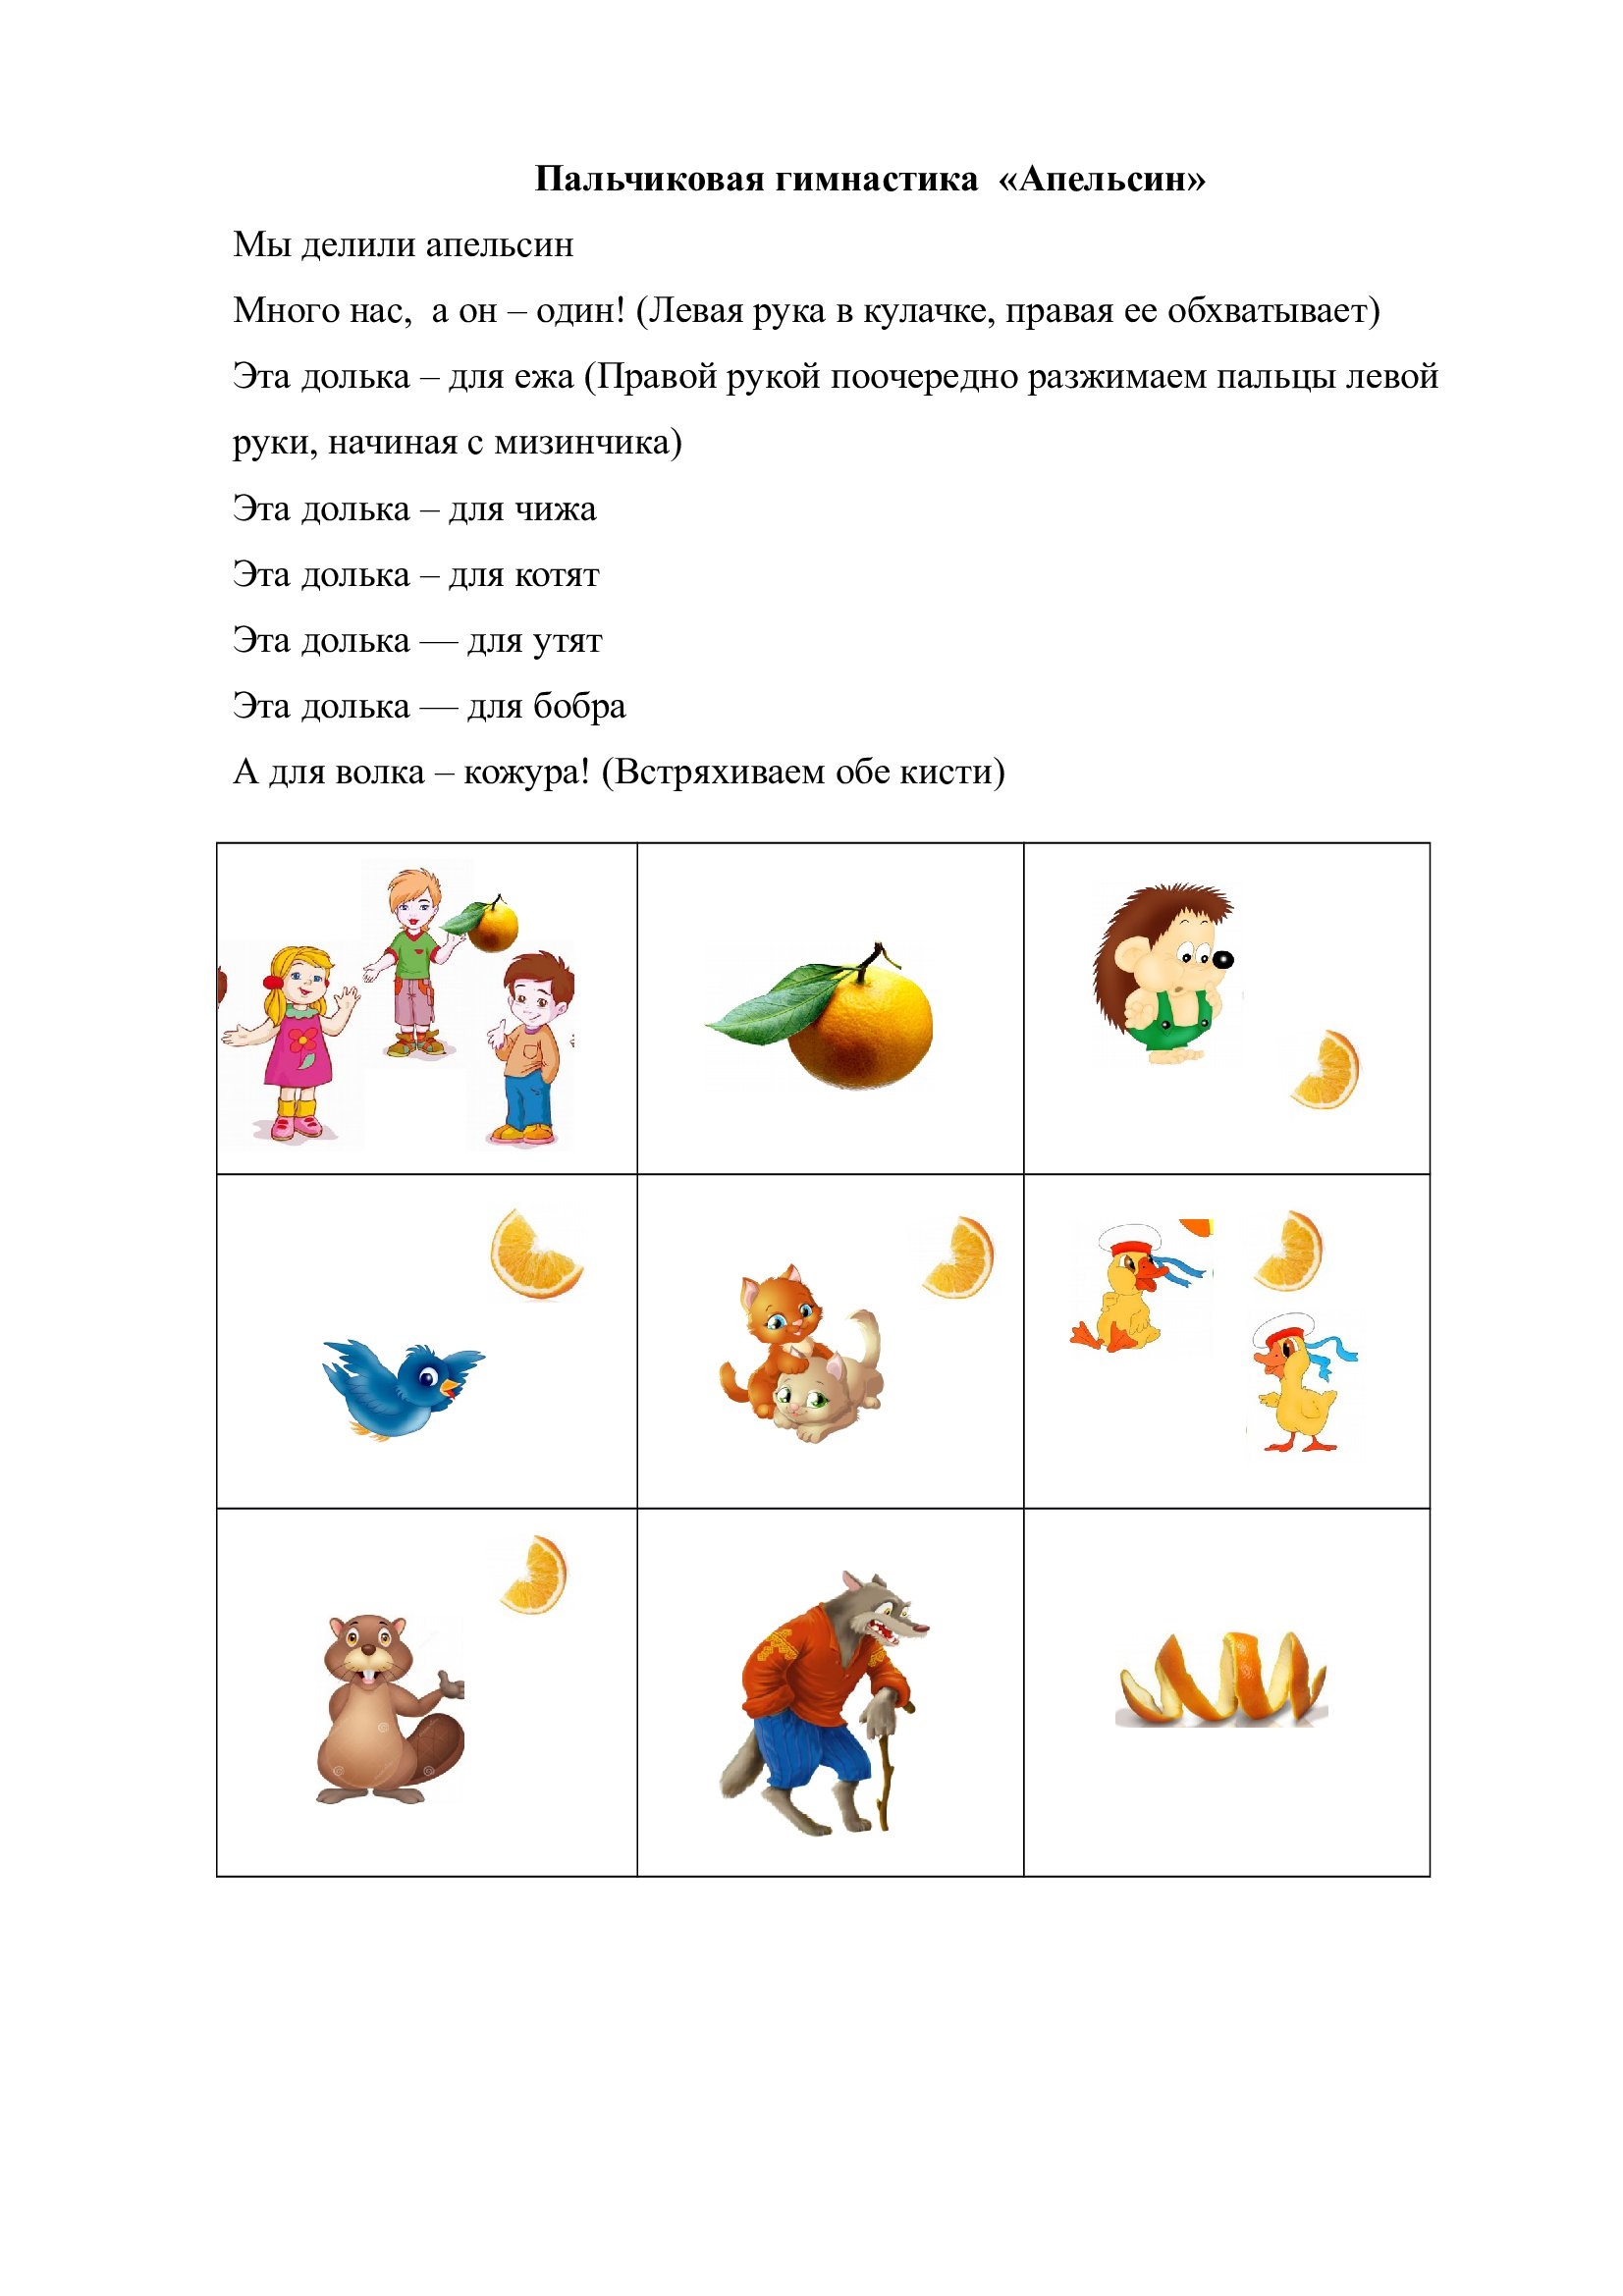 Пальчиковая гимнастика  «Апельсин»
Мы делили апельсин
Много нас,  а он – один! (Левая рука в кулачке, правая ее обхватывает)
Эта долька – для ежа (Правой рукой поочередно разжимаем пальцы левой
руки, начиная с мизинчика)
Эта долька – для чижа
Эта долька – для котят
Эта долька — для утят
Эта долька — для бобра
А для волка – кожура! (Встряхиваем обе кисти)